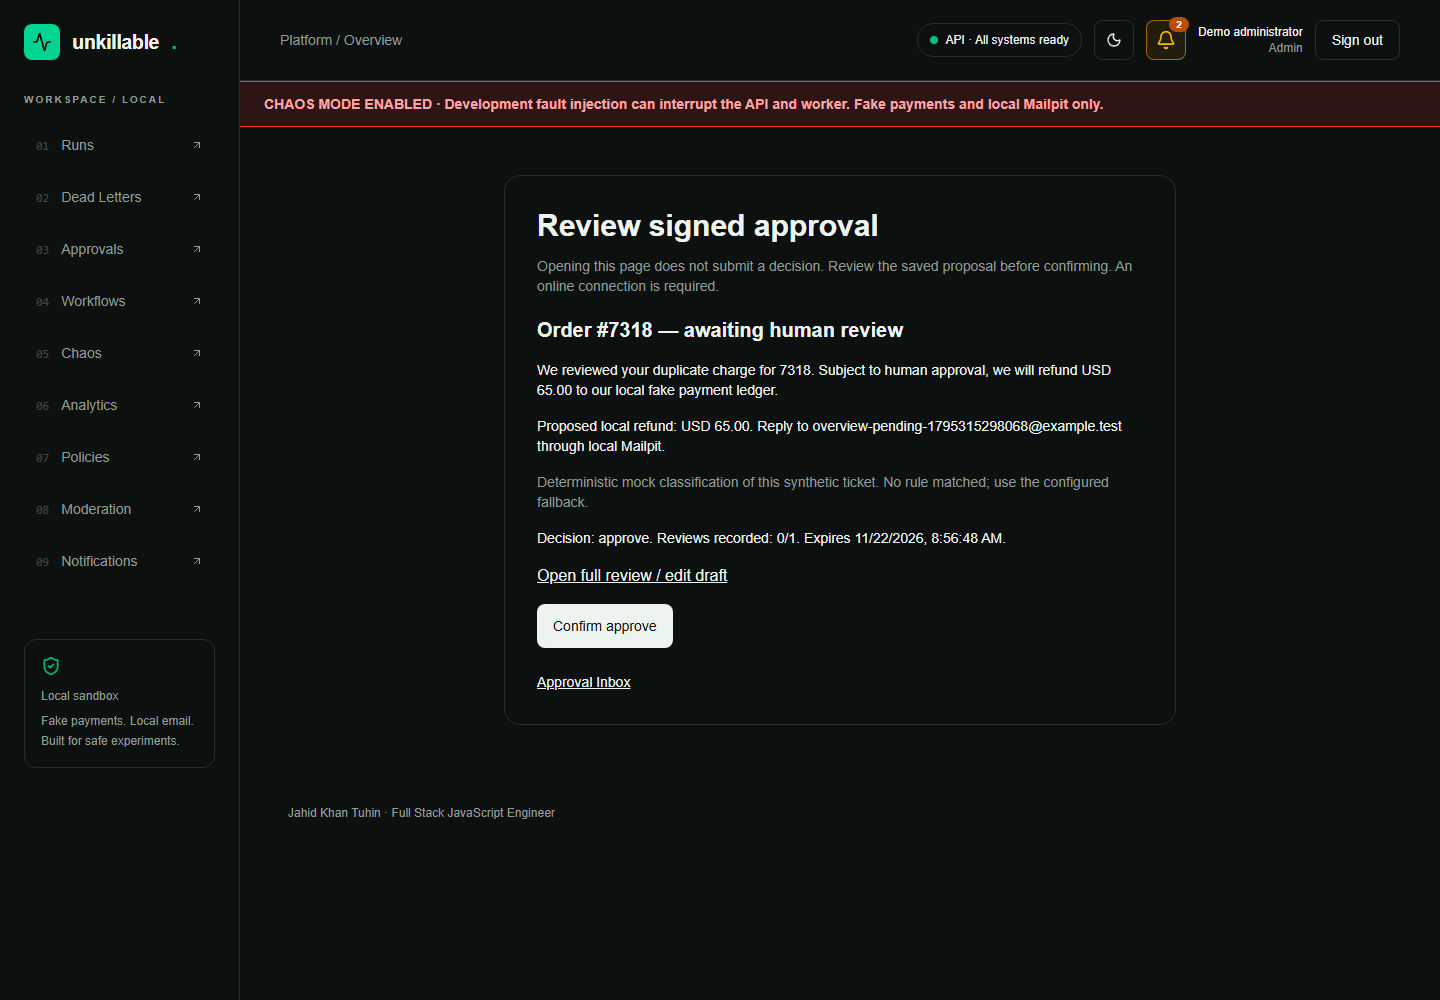 unkillable .
WORKSPACE / LOCAL
01 Runs
02 Dead Letters
03 Approvals
04 Workflows
05 Chaos
06 Analytics
07 Policies
08 Moderation
09 Notifications
Local sandbox
Fake payments. Local email.
Built for safe experiments.
Platform / Overview
API · All systems ready
2
Demo administrator
Admin
Sign out
CHAOS MODE ENABLED · Development fault injection can interrupt the API and worker. Fake payments and local Mailpit only.
Review signed approval
Opening this page does not submit a decision. Review the saved proposal before confirming. An
online connection is required.
Order #7318 — awaiting human review
We reviewed your duplicate charge for 7318. Subject to human approval, we will refund USD
65.00 to our local fake payment ledger.
Proposed local refund: USD 65.00. Reply to overview-pending-1795315298068@example.test
through local Mailpit.
Deterministic mock classification of this synthetic ticket. No rule matched; use the configured
fallback.
Decision: approve. Reviews recorded: 0/1. Expires 11/22/2026, 8:56:48 AM.
Open full review / edit draft
Confirm approve
Approval Inbox
Jahid Khan Tuhin · Full Stack JavaScript Engineer